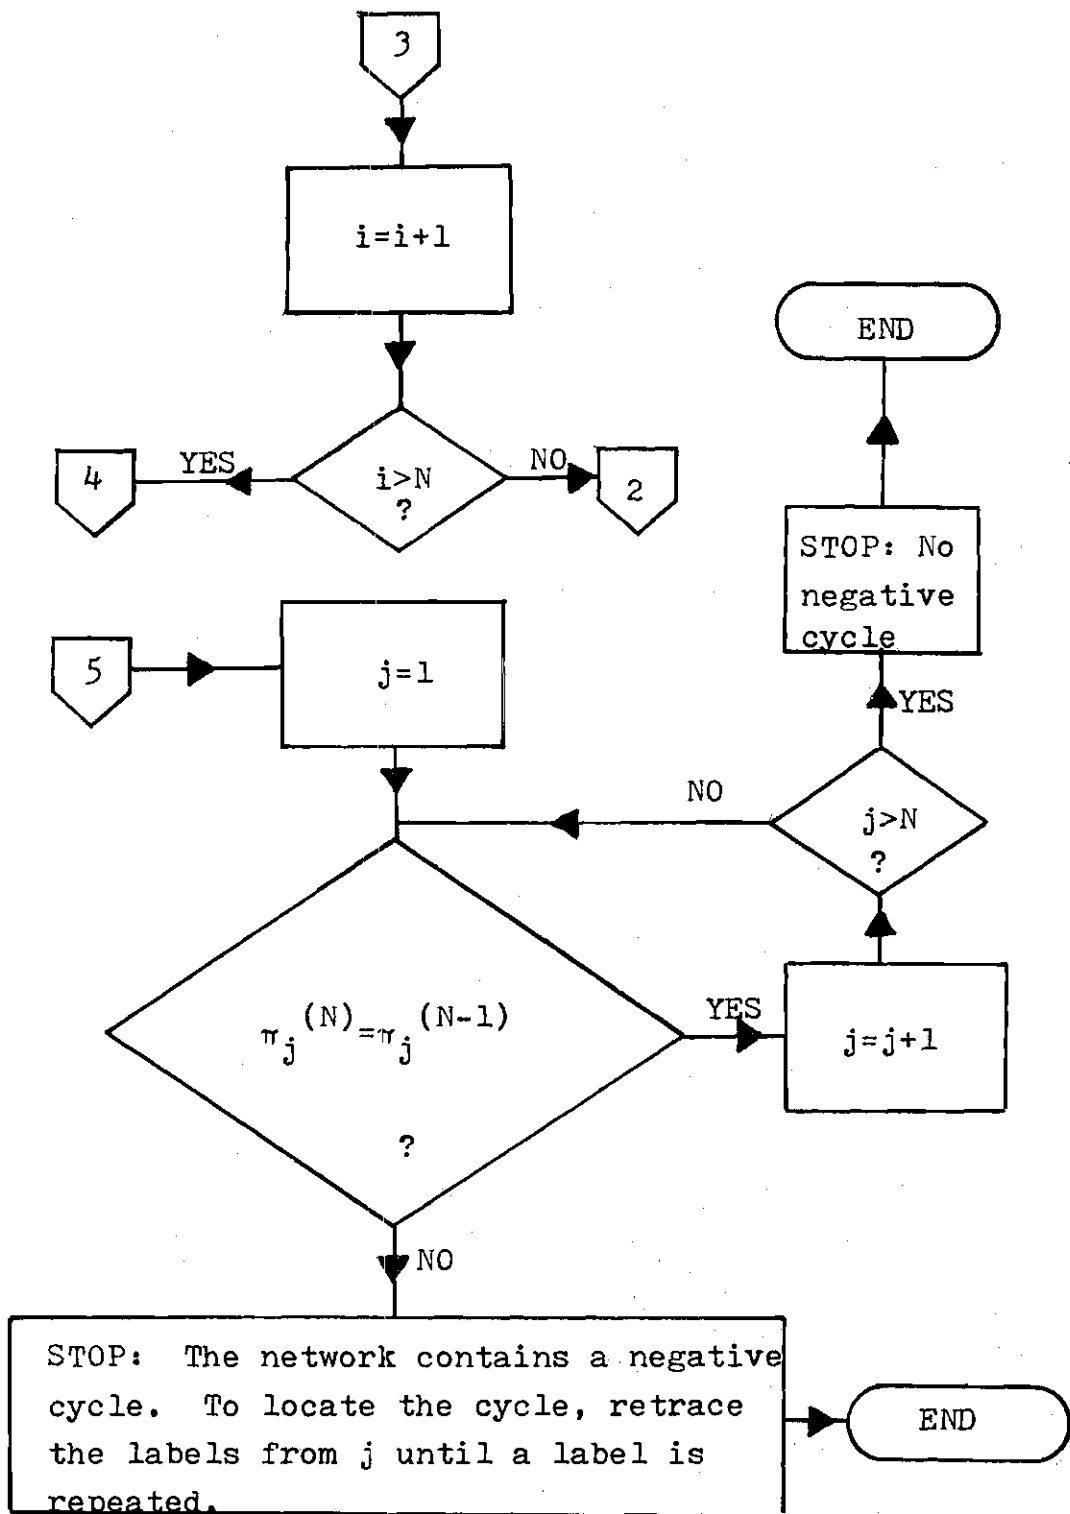 3
i=i+1
END
YES
NO
4
i>N
?
2
STOP: No
negative
cycle
5
j=1
YES
NO
j>N
?
π_j^(N)=π_j^(N-1)
?
YES
j=j+1
NO
STOP: The network contains a negative
cycle. To locate the cycle, retrace
the labels from j until a label is
repeated.
END